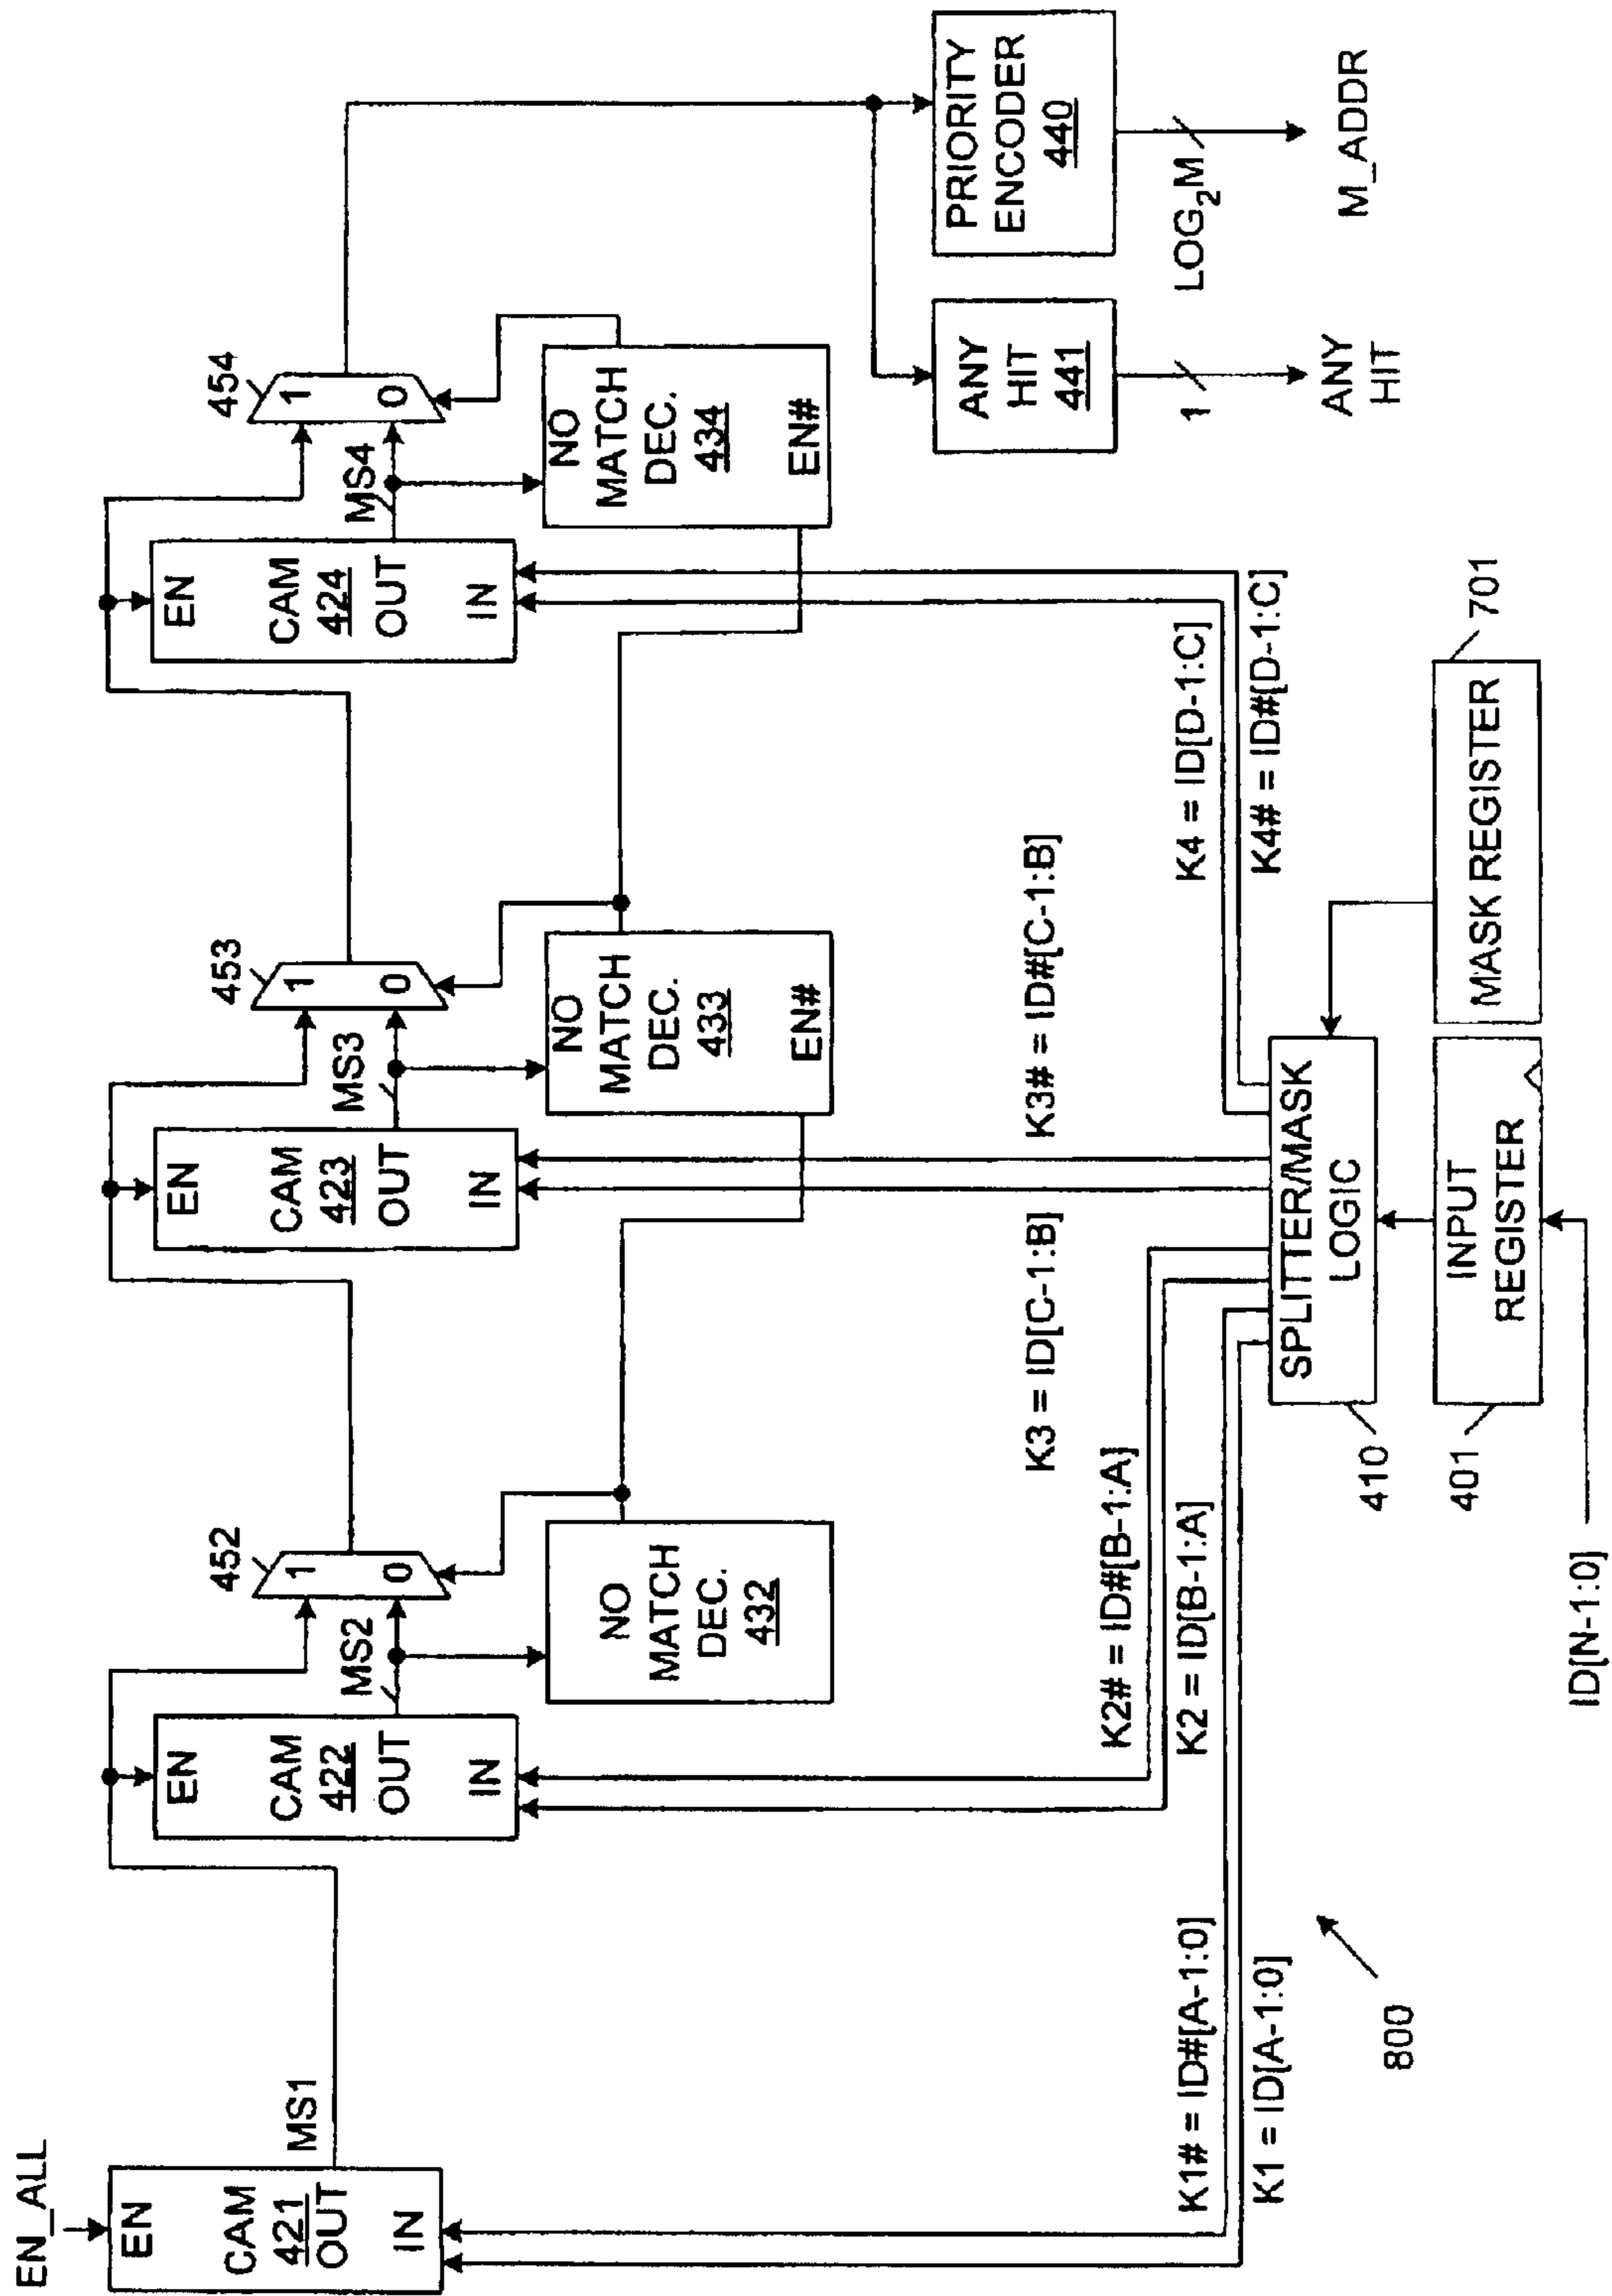 EN_ALL
EN
CAM
421
OUT
IN
MS1
EN
CAM
422
OUT
IN
MS2
452
1
0
NO
MATCH
DEC.
432
EN
CAM
423
OUT
IN
MS3
453
1
0
NO
MATCH
DEC.
433
EN#
EN
CAM
424
OUT
IN
MS4
454
1
0
NO
MATCH
DEC.
434
EN#
ANY
HIT
441
1
ANY
HIT
PRIORITY
ENCODER
440
LOG2M
M_ADDR
K1# = ID#[A-1:0]
K1 = ID[A-1:0]
K2# = ID#[B-1:A]
K2 = ID[B-1:A]
K3 = ID[C-1:B]
K3# = ID#[C-1:B]
K4 = ID[D-1:C]
K4# = ID#[D-1:C]
SPLITTER/MASK
LOGIC
410
INPUT
REGISTER
401
MASK REGISTER
701
ID[N-1:0]
800